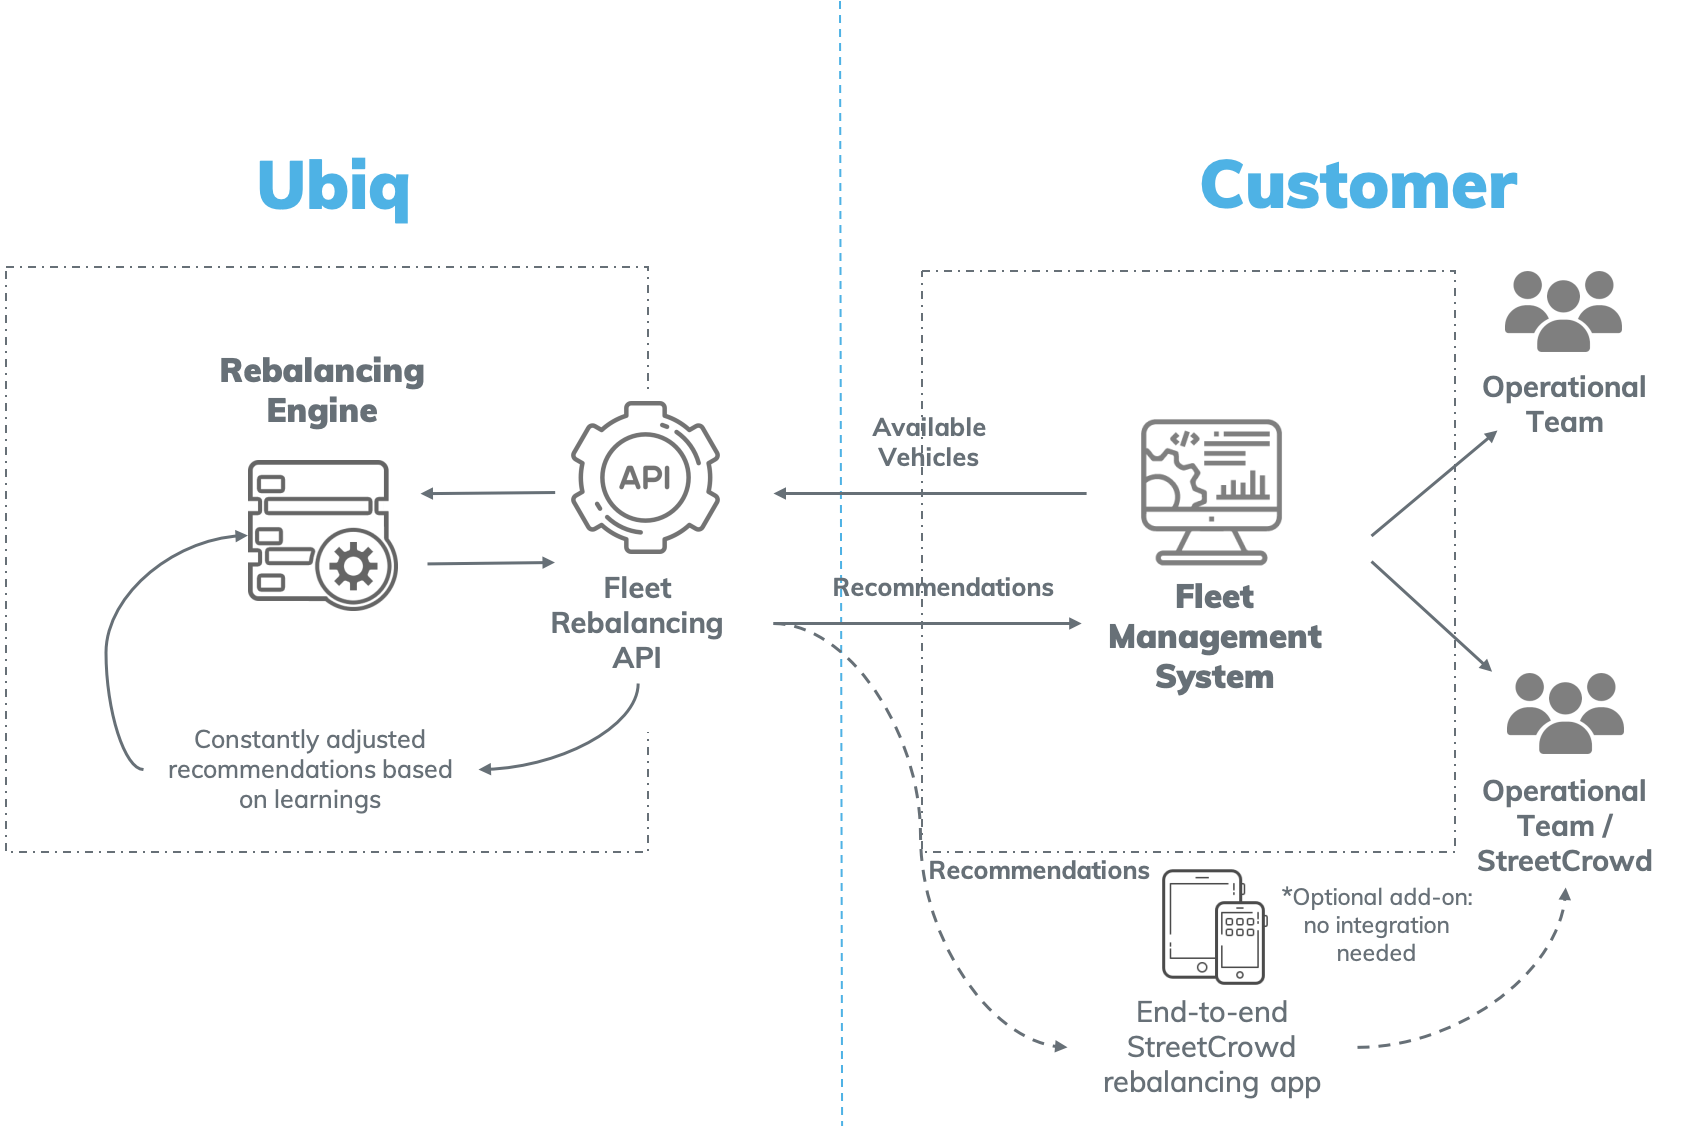 Ubiq
Customer
Rebalancing
Engine
API
Fleet
Rebalancing
API
Constantly adjusted
recommendations based
on learnings
Available
Vehicles
Recommendations
</>
Fleet
Management
System
Operational
Team
Operational
Team /
StreetCrowd
Recommendations
*Optional add-on:
no integration
needed
End-to-end
StreetCrowd
rebalancing app